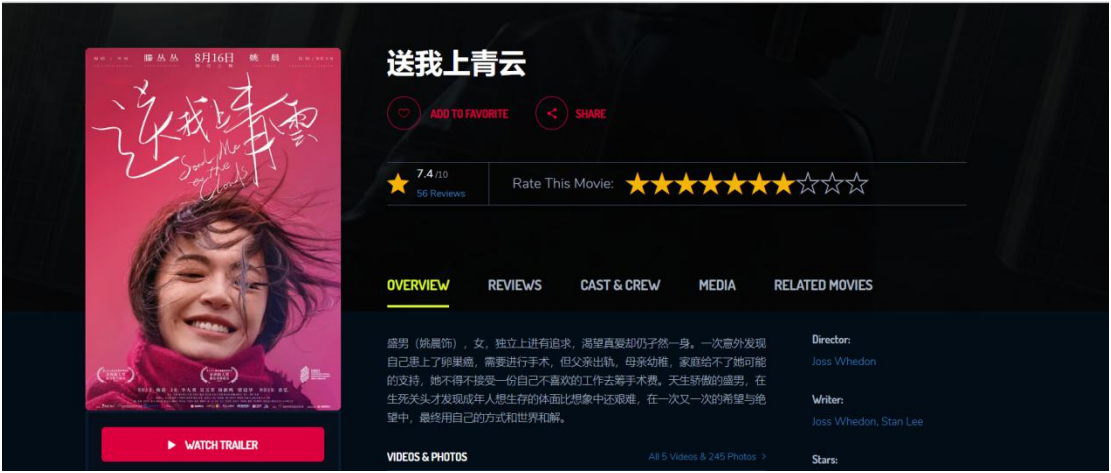 滕丛丛 8月16日 姚晨
送我上青雲
Send Me
to the
Clouds
WATCH TRAILER
送我上青云
ADD TO FAVORITE
SHARE
7.4 /10
56 Reviews
Rate This Movie:
OVERVIEW REVIEWS CAST & CREW MEDIA RELATED MOVIES
盛男（姚晨饰），女，独立上进有追求，渴望真爱却仍孑然一身。一次意外发现
自己患上了卵巢癌，需要进行手术，但父亲出轨，母亲幼稚，家庭给不了她可能
的支持，她不得不接受一份自己不喜欢的工作去筹手术费。天生骄傲的盛男，在
生死关头才发现成年人想生存的体面比想象中还艰难，在一次又一次的希望与绝
望中，最终用自己的方式和世界和解。
VIDEOS & PHOTOS
All 5 Videos & 245 Photos >
Director:
Joss Whedon
Writer:
Joss Whedon, Stan Lee
Stars: